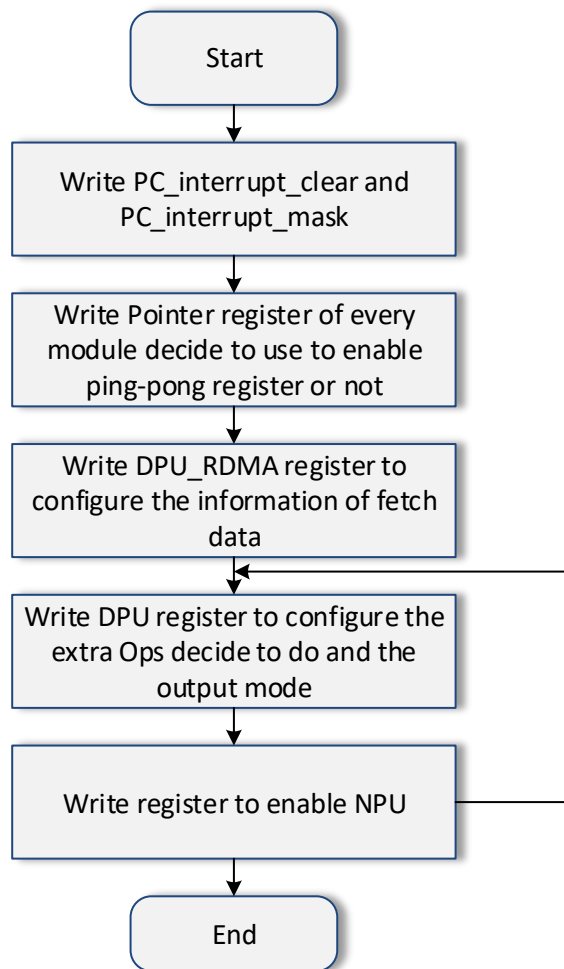 Start
Write PC_interrupt_clear and
PC_interrupt_mask
Write Pointer register of every
module decide to use to enable
ping-pong register or not
Write DPU_RDMA register to
configure the information of fetch
data
Write DPU register to configure the
extra Ops decide to do and the
output mode
Write register to enable NPU
End